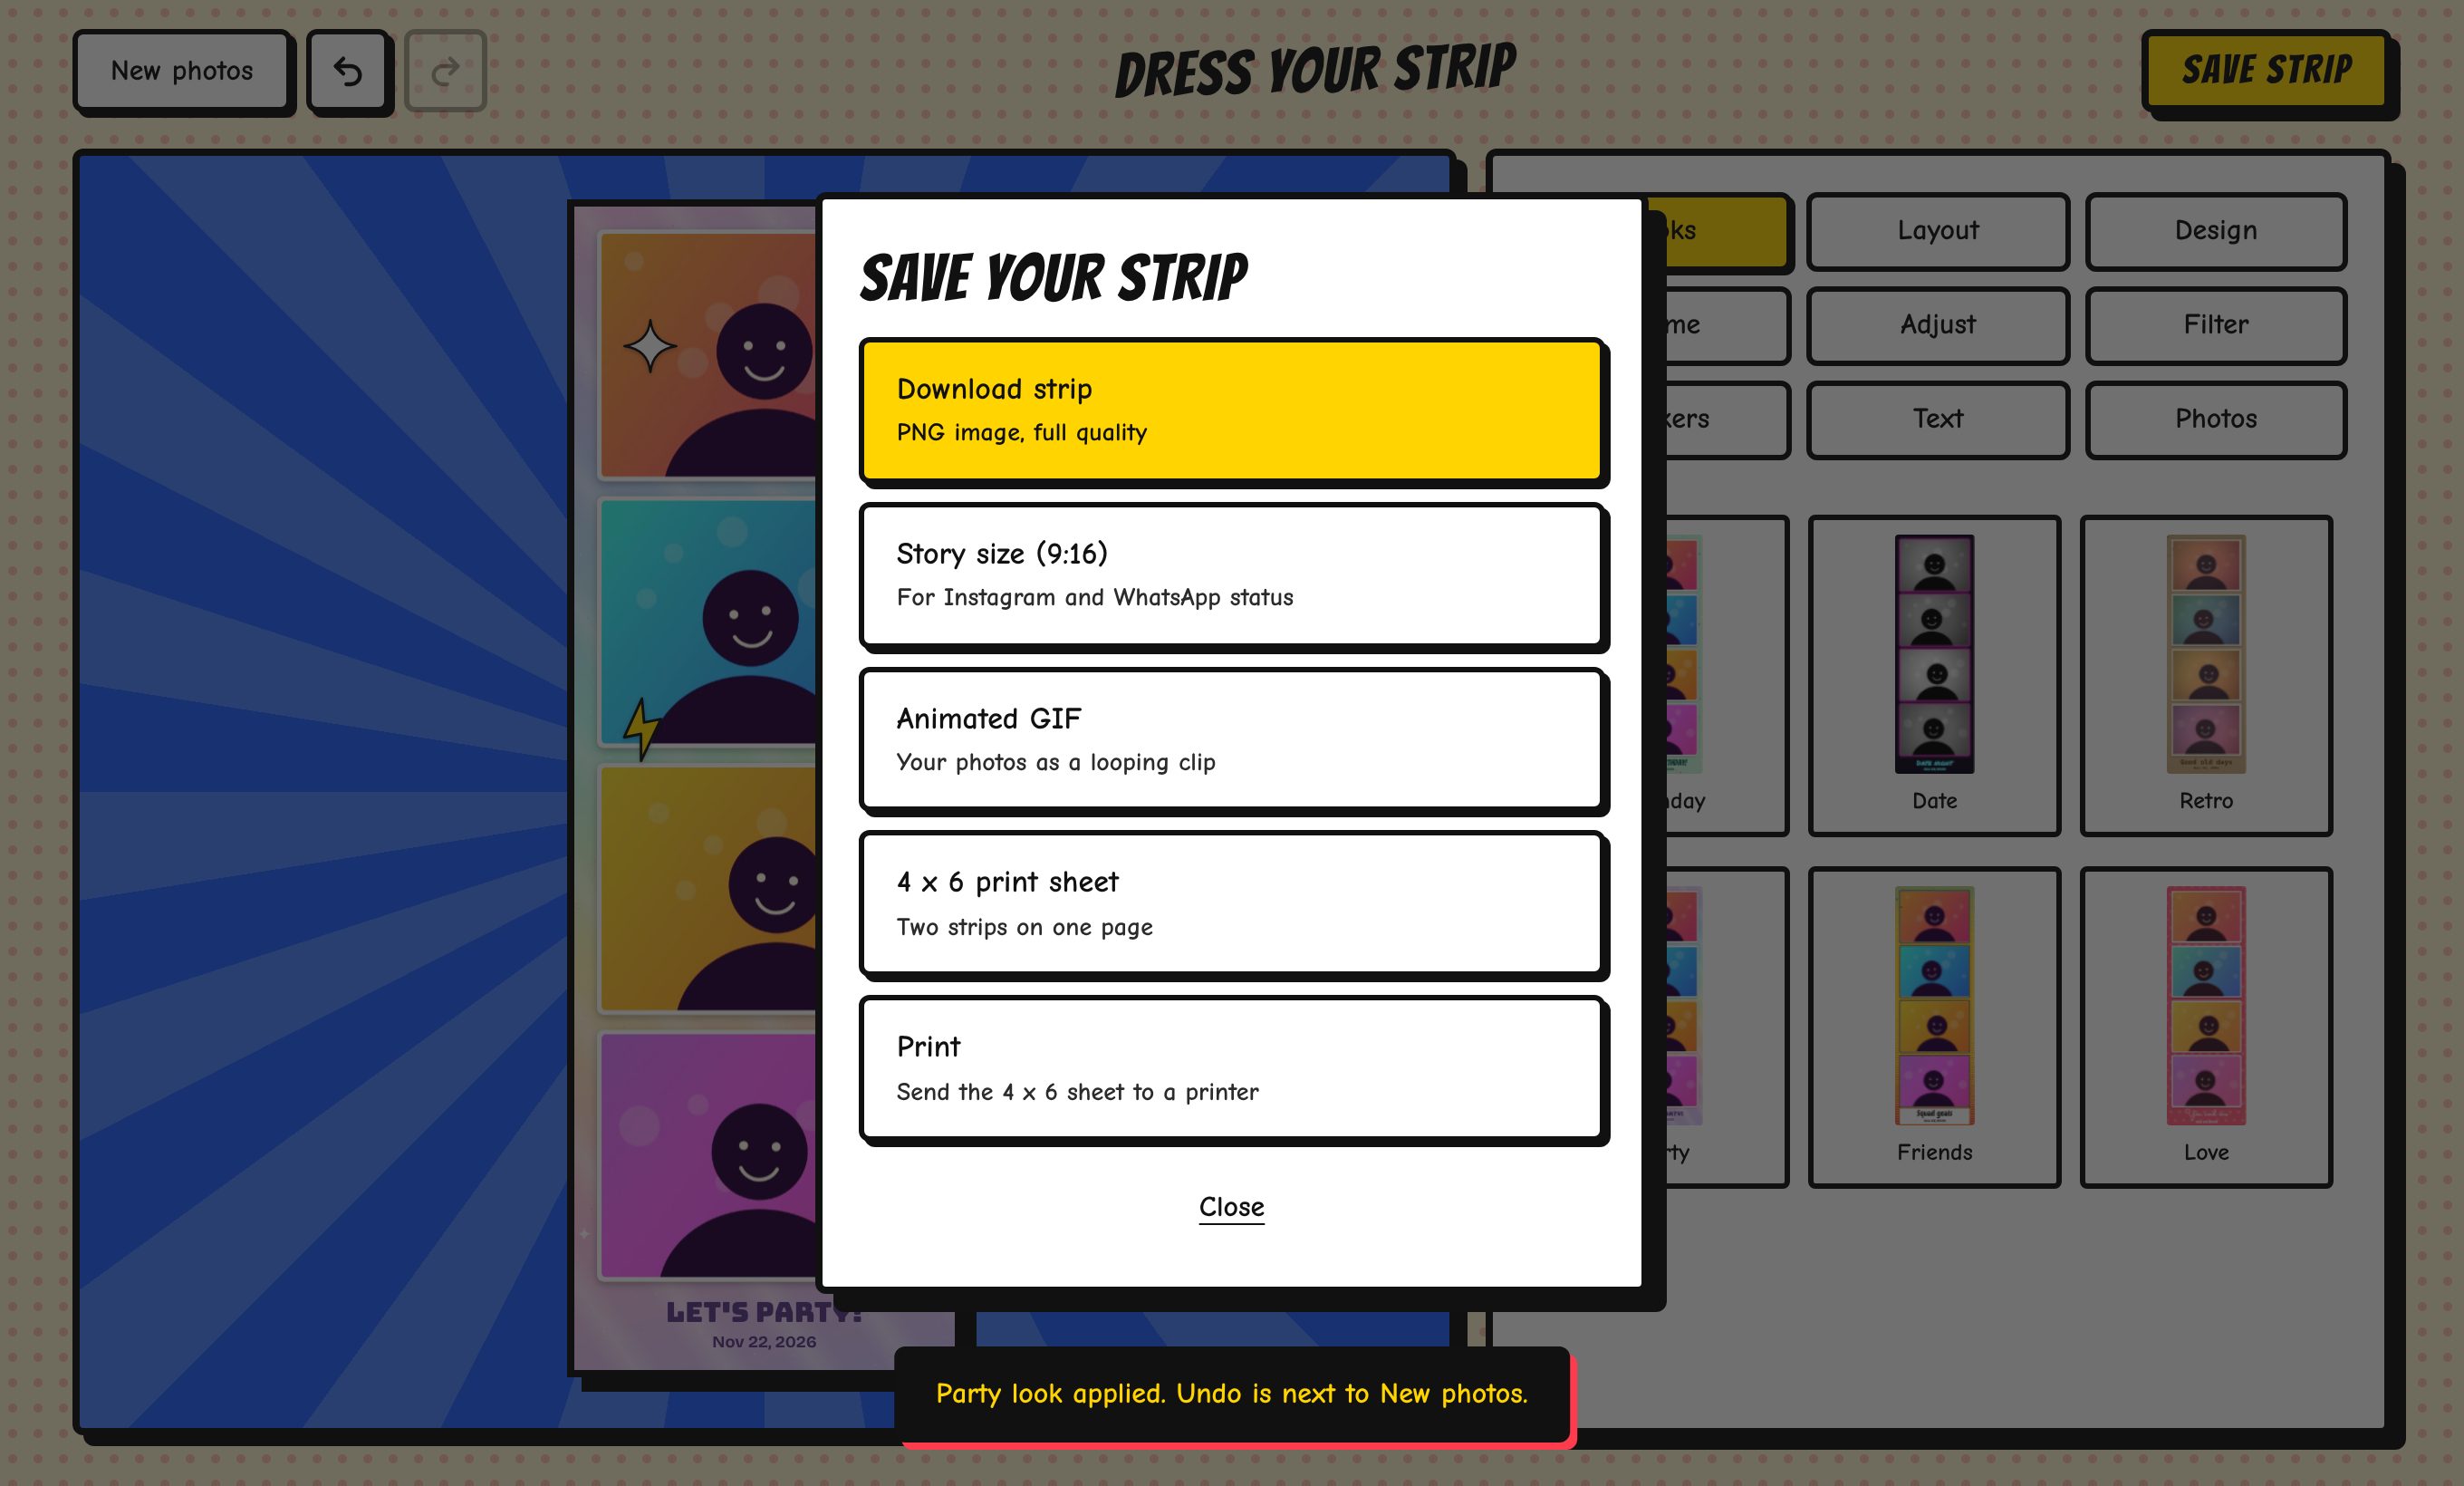 New photos
DRESS YOUR STRIP
SAVE STRIP
SAVE YOUR STRIP
Download strip
PNG image, full quality
Story size (9:16)
For Instagram and WhatsApp status
Animated GIF
Your photos as a looping clip
4 x 6 print sheet
Two strips on one page
Print
Send the 4 x 6 sheet to a printer
Close
Layout
Design
Adjust
Filter
Text
Photos
Date
Retro
Friends
Love
LET'S PARTY!
Nov 22, 2026
Party look applied. Undo is next to New photos.